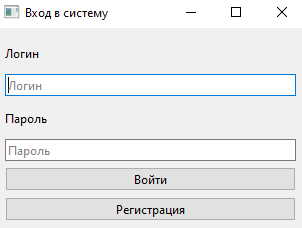 Вход в систему
Логин
Логин
Пароль
Пароль
Войти
Регистрация